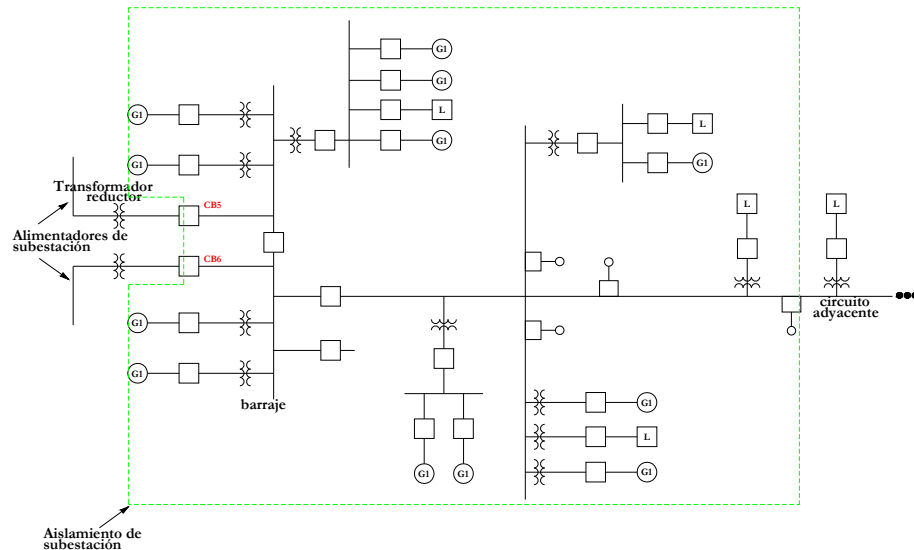 G1
G1
G1
L
G1
G1
G1
L
G1
Transformador
reductor
CB5
Alimentadores de
subestación
CB6
L
L
circuito
adyacente
G1
G1
barraje
G1
G1
G1
L
G1
Aislamiento de
subestación